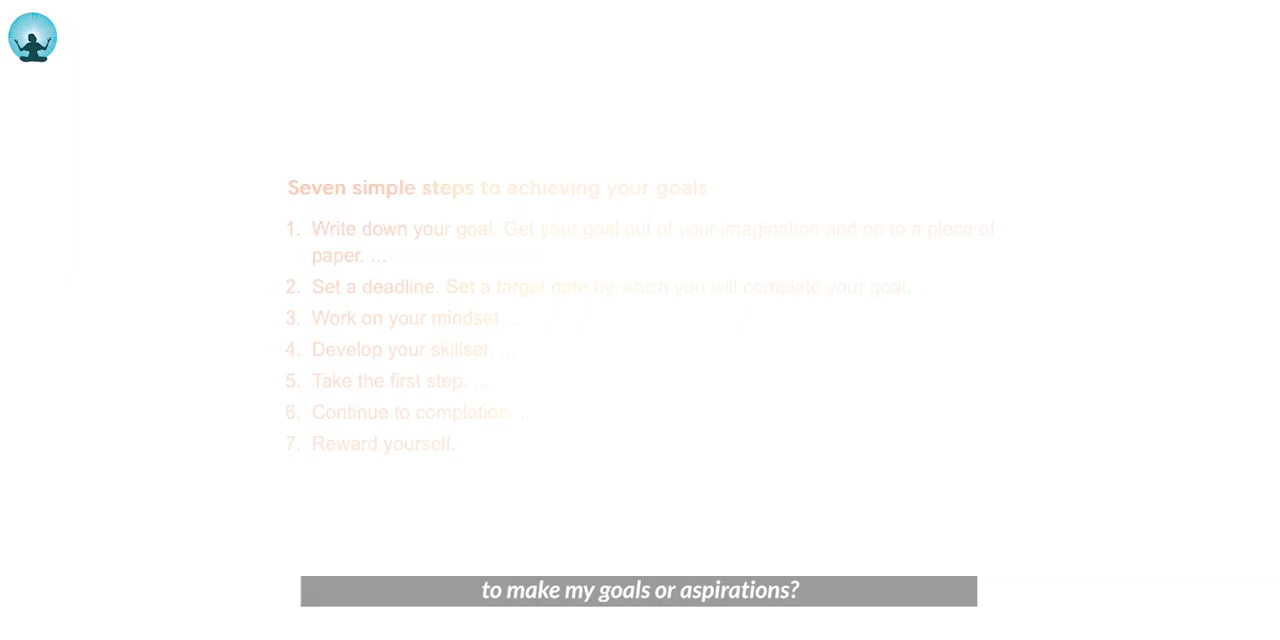 Seven simple steps to achieving your goals
1. Write down your goal. Get your goal out of your imagination and on to a piece of
paper. ...
2. Set a deadline. Set a target date by which you will complete your goal. ...
3. Work on your mindset. ...
4. Develop your skillset. ...
5. Take the first step. ...
6. Continue to completion. ...
7. Reward yourself.
to make my goals or aspirations?